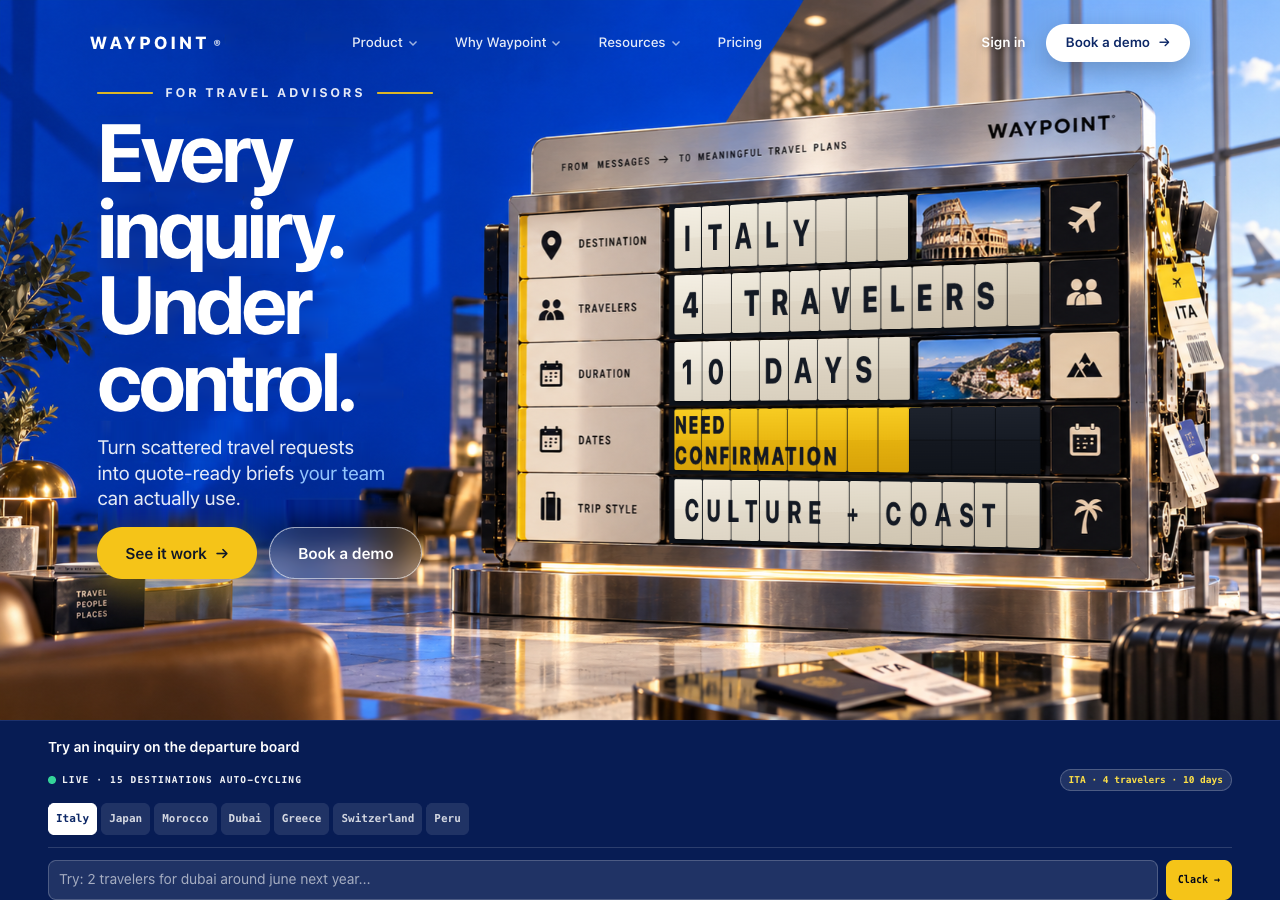 WAYPOINT ®
Product
Why Waypoint
Resources
Pricing
Sign in
Book a demo →
FOR TRAVEL ADVISORS
Every
inquiry.
Under
control.
Turn scattered travel requests
into quote-ready briefs your team
can actually use.
See it work →
Book a demo
WAYPOINT®
FROM MESSAGES → TO MEANINGFUL TRAVEL PLANS
DESTINATION
ITALY
TRAVELERS
4 TRAVELERS
DURATION
10 DAYS
DATES
NEED
CONFIRMATION
TRIP STYLE
CULTURE + COAST
ITA
TRAVEL
PEOPLE
PLACES
ITA
Try an inquiry on the departure board
LIVE · 15 DESTINATIONS AUTO-CYCLING
ITA · 4 travelers · 10 days
Italy
Japan
Morocco
Dubai
Greece
Switzerland
Peru
Try: 2 travelers for dubai around june next year...
Clack →